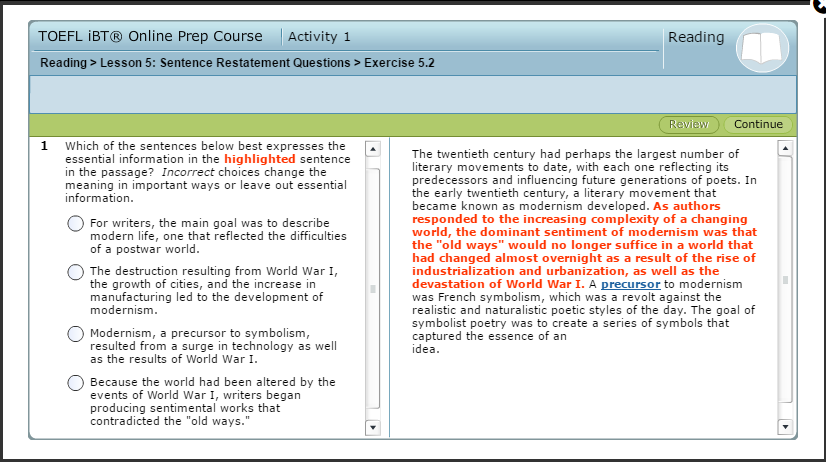 TOEFL iBT® Online Prep Course Activity 1 Reading
Reading > Lesson 5: Sentence Restatement Questions > Exercise 5.2
Review Continue
1 Which of the sentences below best expresses the
essential information in the highlighted sentence
in the passage? Incorrect choices change the
meaning in important ways or leave out essential
information.
For writers, the main goal was to describe
modern life, one that reflected the difficulties
of a postwar world.
The destruction resulting from World War I,
the growth of cities, and the increase in
manufacturing led to the development of
modernism.
Modernism, a precursor to symbolism,
resulted from a surge in technology as well
as the results of World War I.
Because the world had been altered by the
events of World War I, writers began
producing sentimental works that
contradicted the "old ways."
The twentieth century had perhaps the largest number of
literary movements to date, with each one reflecting its
predecessors and influencing future generations of poets. In
the early twentieth century, a literary movement that
became known as modernism developed. As authors
responded to the increasing complexity of a changing
world, the dominant sentiment of modernism was that
the "old ways" would no longer suffice in a world that
had changed almost overnight as a result of the rise of
industrialization and urbanization, as well as the
devastation of World War I. A precursor to modernism
was French symbolism, which was a revolt against the
realistic and naturalistic poetic styles of the day. The goal of
symbolist poetry was to create a series of symbols that
captured the essence of an
idea.